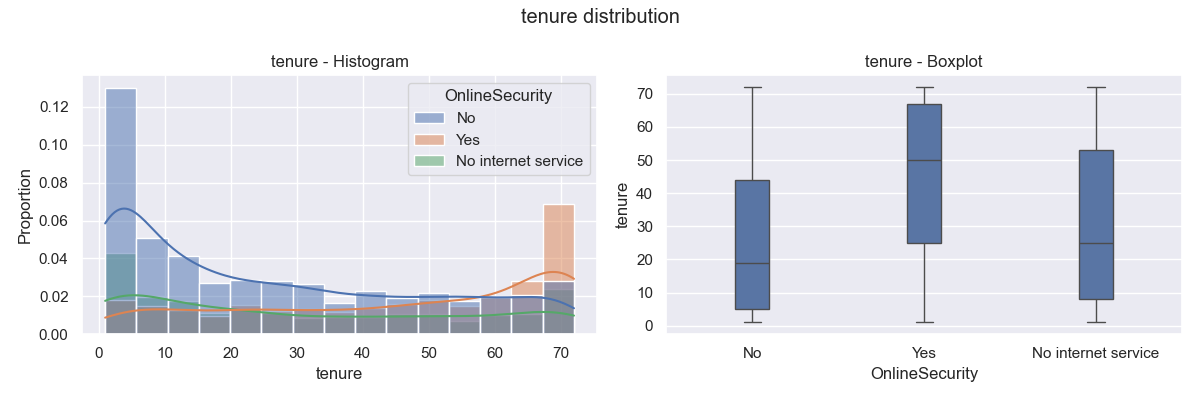 tenure distribution
tenure - Histogram
Proportion
0.12
0.10
0.08
0.06
0.04
0.02
0.00
OnlineSecurity
No
Yes
No internet service
0 10 20 30 40 50 60 70
tenure
tenure - Boxplot
tenure
70
60
50
40
30
20
10
0
No Yes No internet service
OnlineSecurity